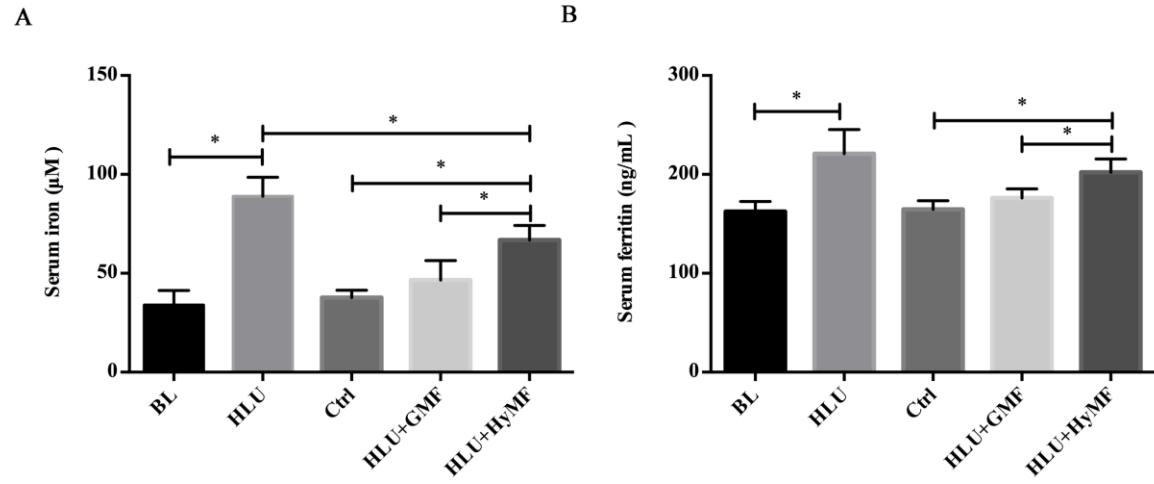 A
Serum iron (µM)
150
100
50
0
*
*
*
*
BL
HLU
Ctrl
HLU+GMF
HLU+HyMF
B
Serum ferritin (ng/mL )
300
200
100
0
*
*
*
BL
HLU
Ctrl
HLU+GMF
HLU+HyMF